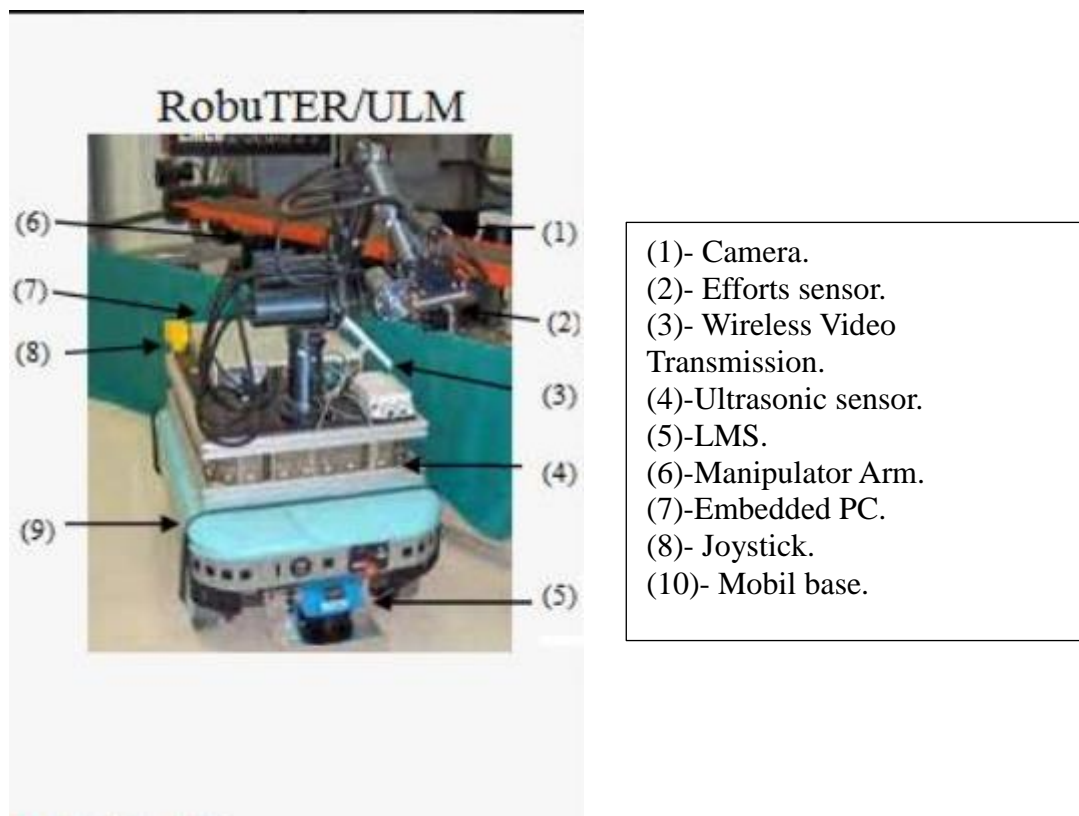 RobuTER/ULM
(6)
(1)
(7)
(2)
(8)
(3)
(4)
(9)
(5)
(1)- Camera.
(2)- Efforts sensor.
(3)- Wireless Video
Transmission.
(4)-Ultrasonic sensor.
(5)-LMS.
(6)-Manipulator Arm.
(7)-Embedded PC.
(8)- Joystick.
(10)- Mobil base.